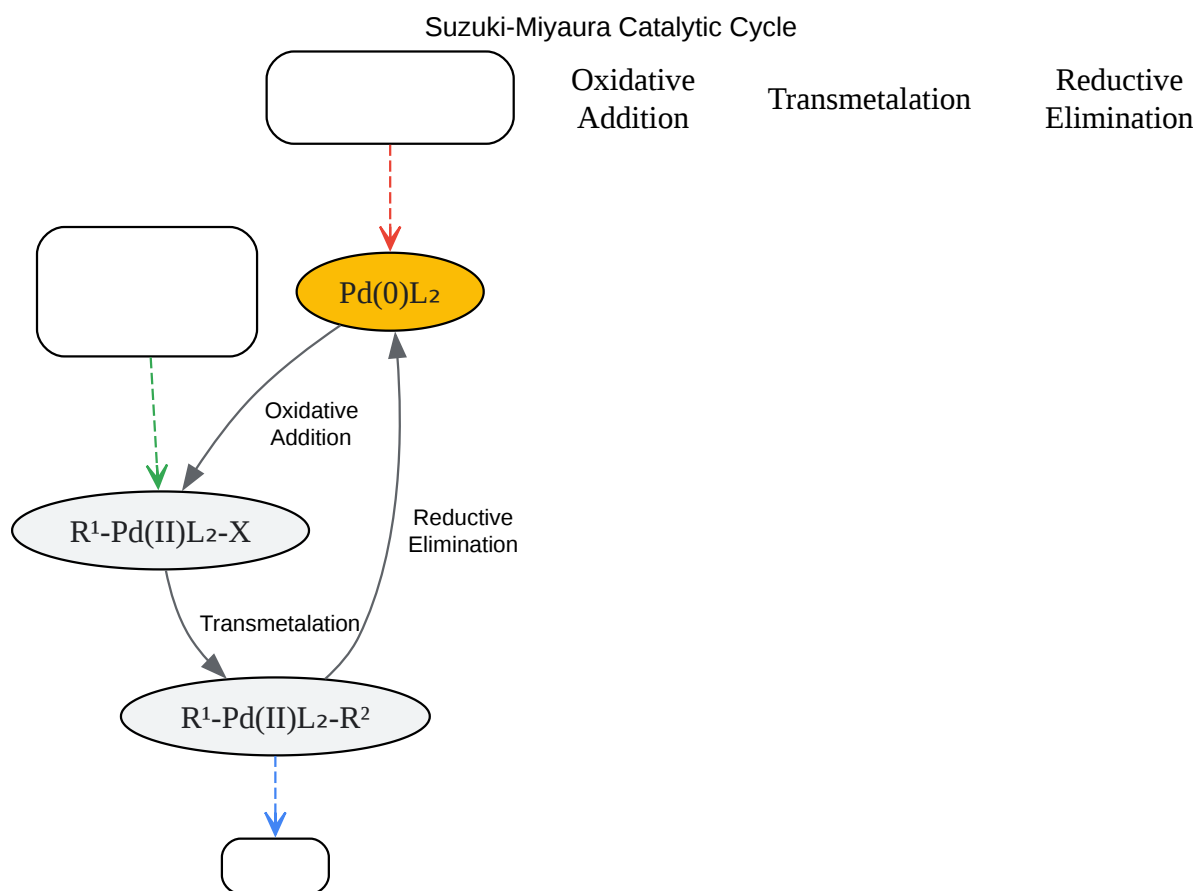 Suzuki-Miyaura Catalytic Cycle
Oxidative
Addition
Transmetalation
Reductive
Elimination
Pd(0)L₂
Oxidative
Addition
R¹-Pd(II)L₂-X
Reductive
Elimination
Transmetalation
R¹-Pd(II)L₂-R²